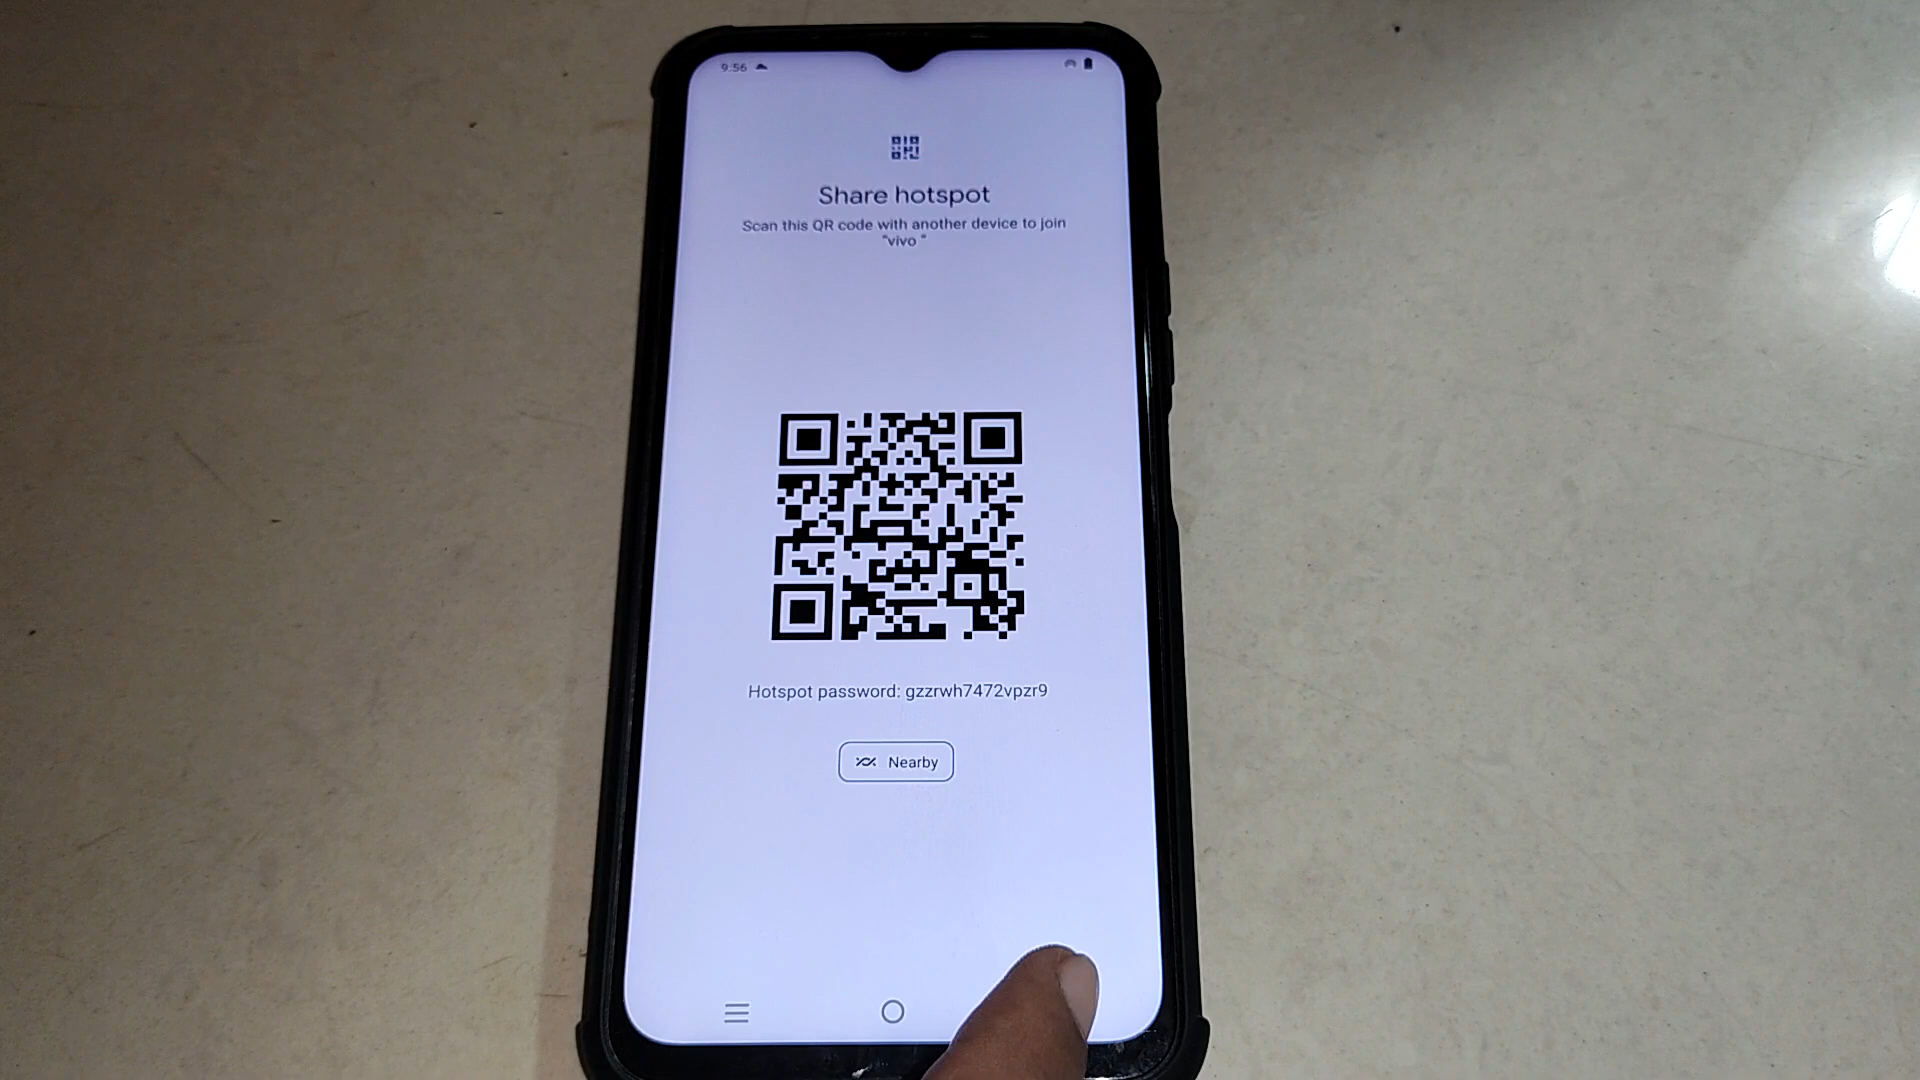 9:56
Share hotspot
Scan this QR code with another device to join
"vivo "
Hotspot password: gzzrwh7472vpzr9
Nearby